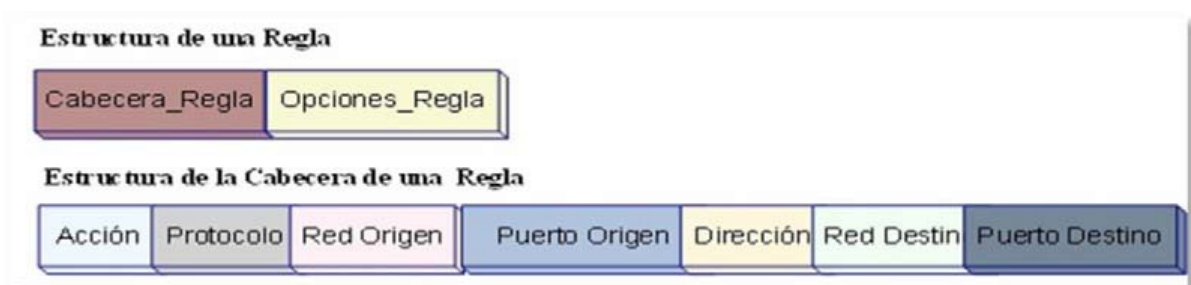 Estructura de una Regla
Cabecera_Regla Opciones_Regla
Estructura de la Cabecera de una Regla
Acción Protocolo Red Origen Puerto Origen Dirección Red Destin Puerto Destino